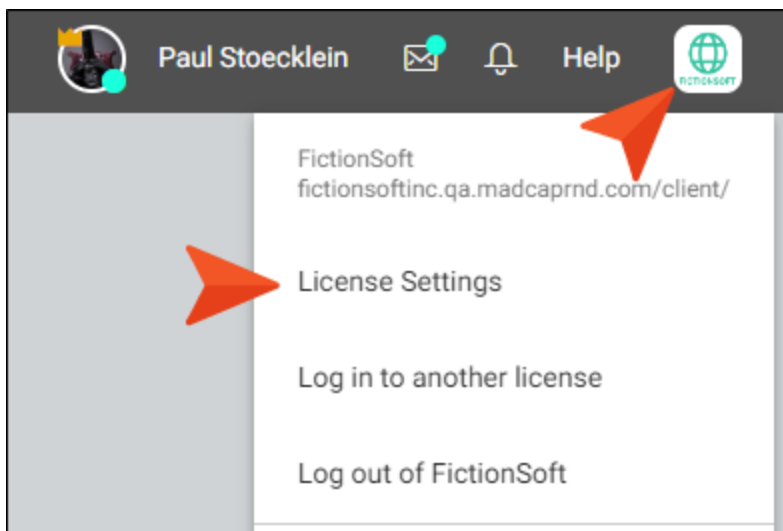 Paul Stoecklein
Help
FICTIONSOFT
FictionSoft
fictionsoftinc.qa.madcaprnd.com/client/
License Settings
Log in to another license
Log out of FictionSoft